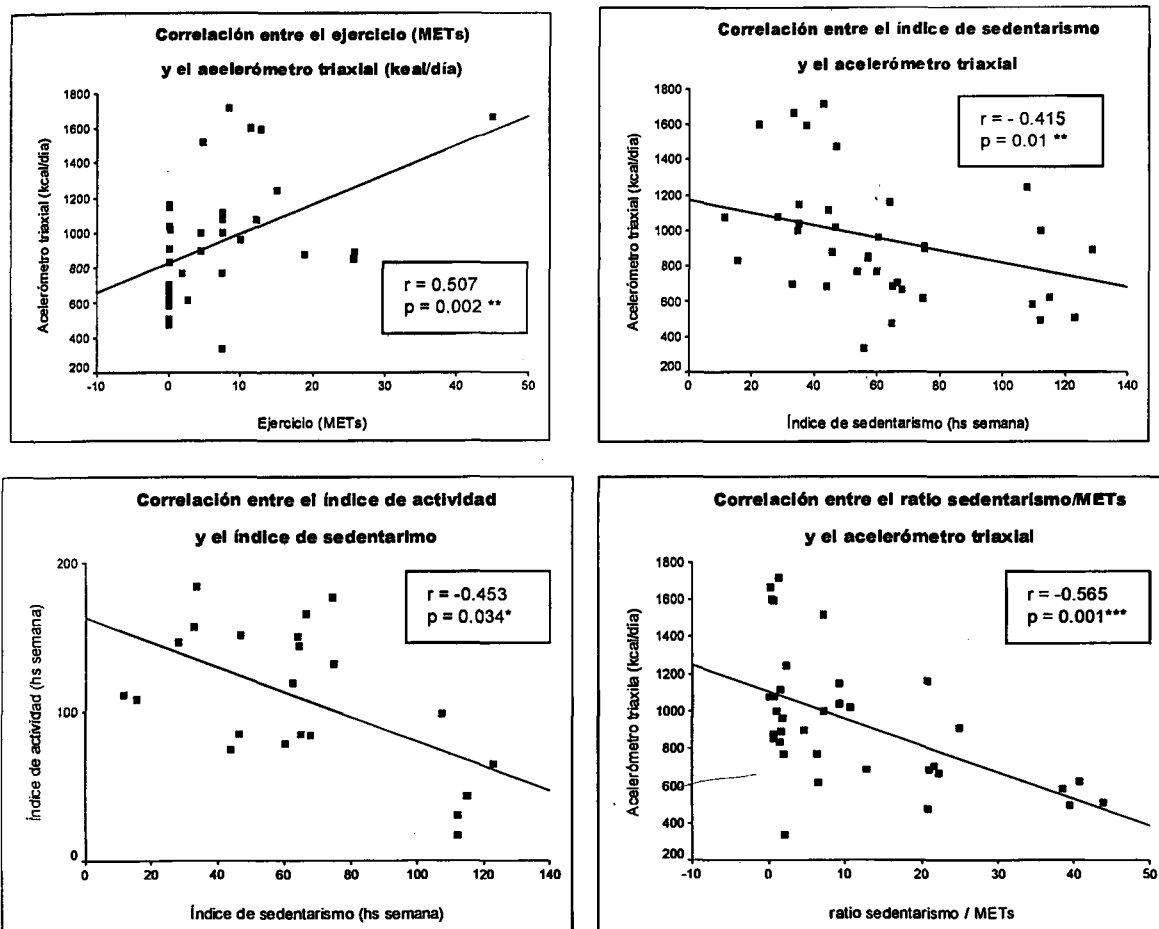 Correlación entre el ejercicio (METs)
y el acelerómetro triaxial (kcal/día)
Acelerómetro triaxial (kcal/día)
1800
1600
1400
1200
1000
800
600
400
200
-10
0
10
20
30
40
50
r = 0.507
p = 0.002 **
Ejercicio (METs)
Correlación entre el índice de sedentarismo
y el acelerómetro triaxial
Acelerómetro triaxial (kcal/día)
1800
1600
1400
1200
1000
800
600
400
200
0
20
40
60
80
100
120
140
r = - 0.415
p = 0.01 **
Índice de sedentarismo (hs semana)
Correlación entre el índice de actividad
y el índice de sedentarimo
Índice de actividad (hs semana)
200
100
0
0
20
40
60
80
100
120
140
r = -0.453
p = 0.034*
Índice de sedentarismo (hs semana)
Correlación entre el ratio sedentarismo/METs
y el acelerómetro triaxial
Acelerómetro triaxila (kcal/día)
1800
1600
1400
1200
1000
800
600
400
200
-10
0
10
20
30
40
50
r = -0.565
p = 0.001***
ratio sedentarismo / METs